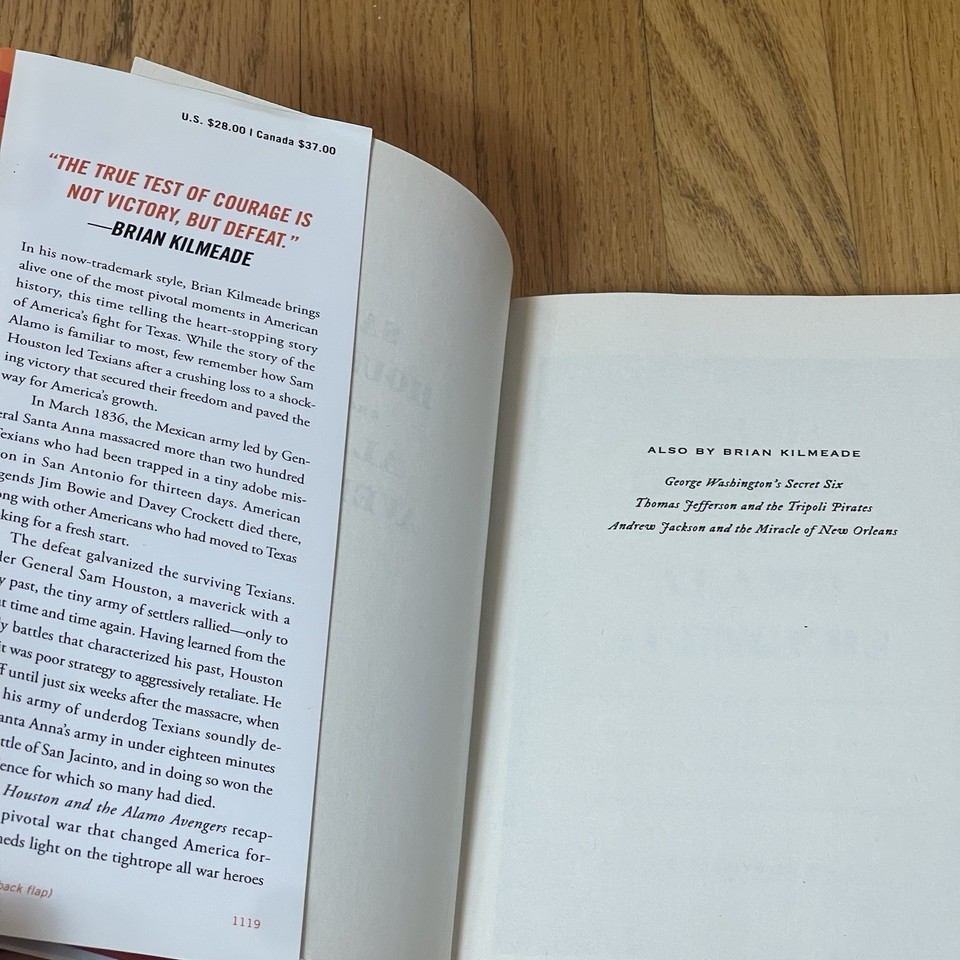 U.S. $28.00 | Canada $37.00
“THE TRUE TEST OF COURAGE IS
NOT VICTORY, BUT DEFEAT.”
—BRIAN KILMEADE
In his now-trademark style, Brian Kilmeade brings
alive one of the most pivotal moments in American
history, this time telling the heart-stopping story
of America’s fight for Texas. While the story of the
Alamo is familiar to most, few remember how Sam
Houston led Texians after a crushing loss to a shock-
ing victory that secured their freedom and paved the
way for America’s growth.
In March 1836, the Mexican army led by Gen-
eral Santa Anna massacred more than two hundred
Texians who had been trapped in a tiny adobe mis-
on in San Antonio for thirteen days. American
gends Jim Bowie and Davey Crockett died there,
ong with other Americans who had moved to Texas
king for a fresh start.
The defeat galvanized the surviving Texians.
der General Sam Houston, a maverick with a
y past, the tiny army of settlers rallied—only to
t time and time again. Having learned from the
ly battles that characterized his past, Houston
it was poor strategy to aggressively retaliate. He
ff until just six weeks after the massacre, when
his army of underdog Texians soundly de-
anta Anna’s army in under eighteen minutes
ttle of San Jacinto, and in doing so won the
ence for which so many had died.
Houston and the Alamo Avengers recap-
pivotal war that changed America for-
heds light on the tightrope all war heroes
back flap)
1119
ALSO BY BRIAN KILMEADE
George Washington’s Secret Six
Thomas Jefferson and the Tripoli Pirates
Andrew Jackson and the Miracle of New Orleans